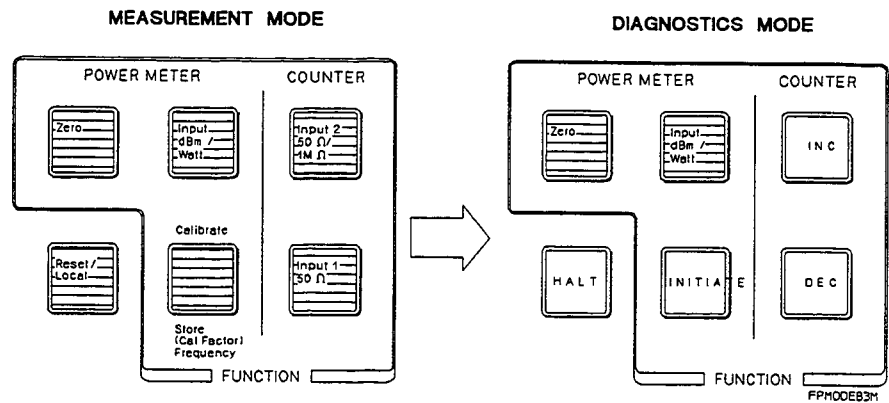 MEASUREMENT MODE
POWER METER
COUNTER
Zero
Input
dBm /
Watt
Input 2
50 Ω/
1M Ω
Reset /
Local
Calibrate
Store
(Cal Factor)
Frequency
Input 1
50 Ω
FUNCTION
DIAGNOSTICS MODE
POWER METER
COUNTER
Zero
Input
dBm /
Watt
INC
HALT
INITIATE
DEC
FUNCTION
FPMODEB3M